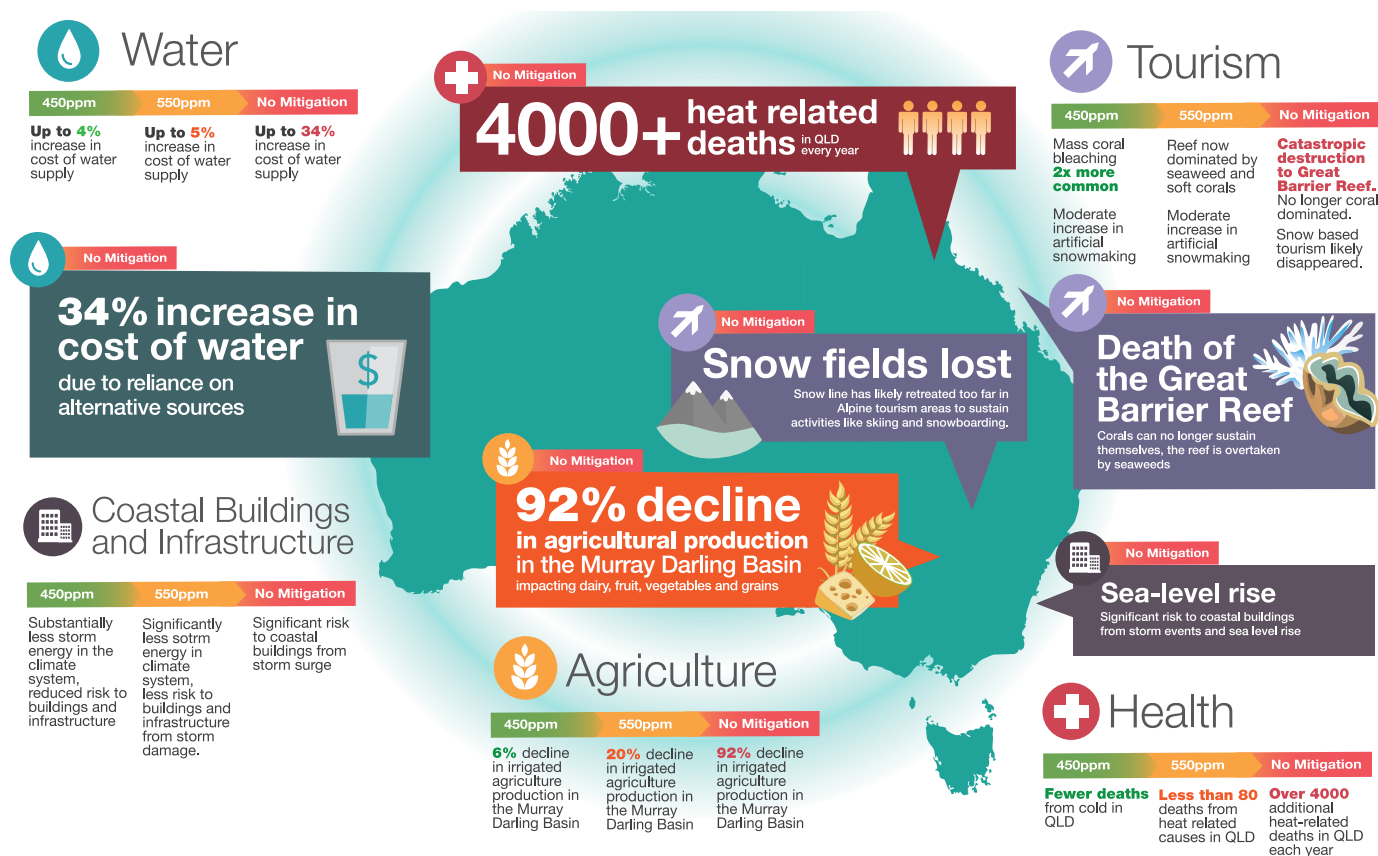 Water
450ppm
550ppm
No Mitigation
Up to 4%
increase in
cost of water
supply
Up to 5%
increase in
cost of water
supply
Up to 34%
increase in
cost of water
supply
No Mitigation
4000+
heat related
deaths in QLD
every year
Tourism
450ppm
550ppm
No Mitigation
Mass coral
bleaching
2x more
common
Moderate
increase in
artificial
snowmaking
Reef now
dominated by
seaweed and
soft corals
Moderate
increase in
artificial
snowmaking
Catastropic
destruction
to Great
Barrier Reef.
No longer coral
dominated.
Snow based
tourism likely
disappeared.
No Mitigation
34% increase in
cost of water
due to reliance on
alternative sources
$
No Mitigation
Snow fields lost
Snow line has likely retreated too far in
Alpine tourism areas to sustain
activities like skiing and snowboarding.
No Mitigation
Death of
the Great
Barrier Reef
Corals can no longer sustain
themselves, the reef is overtaken
by seaweeds
No Mitigation
92% decline
in agricultural production
in the Murray Darling Basin
impacting dairy, fruit, vegetables and grains
Coastal Buildings
and Infrastructure
450ppm
550ppm
No Mitigation
Substantially
less storm
energy in the
climate
system,
reduced risk to
buildings and
infrastructure
Significantly
less sotrm
energy in
climate
system,
less risk to
buildings and
infrastructure
from storm
damage.
Significant risk
to coastal
buildings from
storm surge
No Mitigation
Sea-level rise
Significant risk to coastal buildings
from storm events and sea level rise
Agriculture
450ppm
550ppm
No Mitigation
6% decline
in irrigated
agriculture
production in
the Murray
Darling Basin
20% decline
in irrigated
agriculture
production in
the Murray
Darling Basin
92% decline
in irrigated
agriculture
production in
the Murray
Darling Basin
Health
450ppm
550ppm
No Mitigation
Fewer deaths
from cold in
QLD
Less than 80
deaths from
heat related
causes in QLD
Over 4000
additional
heat-related
deaths in QLD
each year